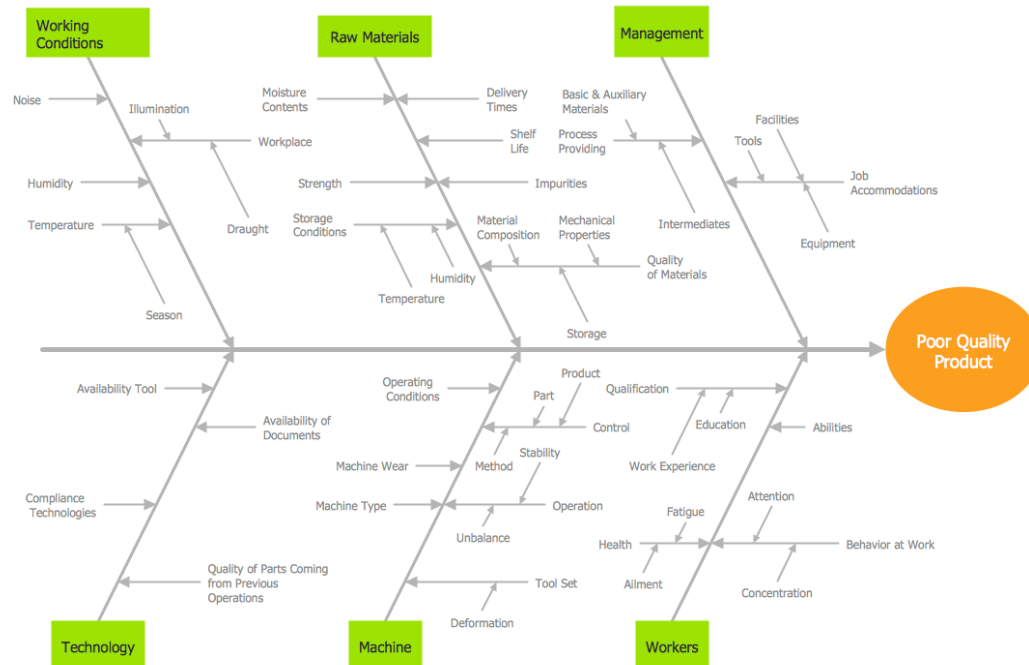 Working
Conditions
Raw Materials
Management
Noise
Illumination
Workplace
Humidity
Temperature
Draught
Season
Moisture
Contents
Delivery
Times
Shelf
Life
Strength
Impurities
Storage
Conditions
Humidity
Temperature
Material
Composition
Mechanical
Properties
Quality
of Materials
Storage
Basic & Auxiliary
Materials
Process
Providing
Intermediates
Facilities
Tools
Job
Accommodations
Equipment
Poor Quality
Product
Availability Tool
Availability of
Documents
Compliance
Technologies
Quality of Parts Coming
from Previous
Operations
Operating
Conditions
Product
Part
Control
Method
Machine Wear
Stability
Machine Type
Operation
Unbalance
Tool Set
Deformation
Qualification
Education
Work Experience
Abilities
Attention
Fatigue
Health
Behavior at Work
Ailment
Concentration
Technology
Machine
Workers